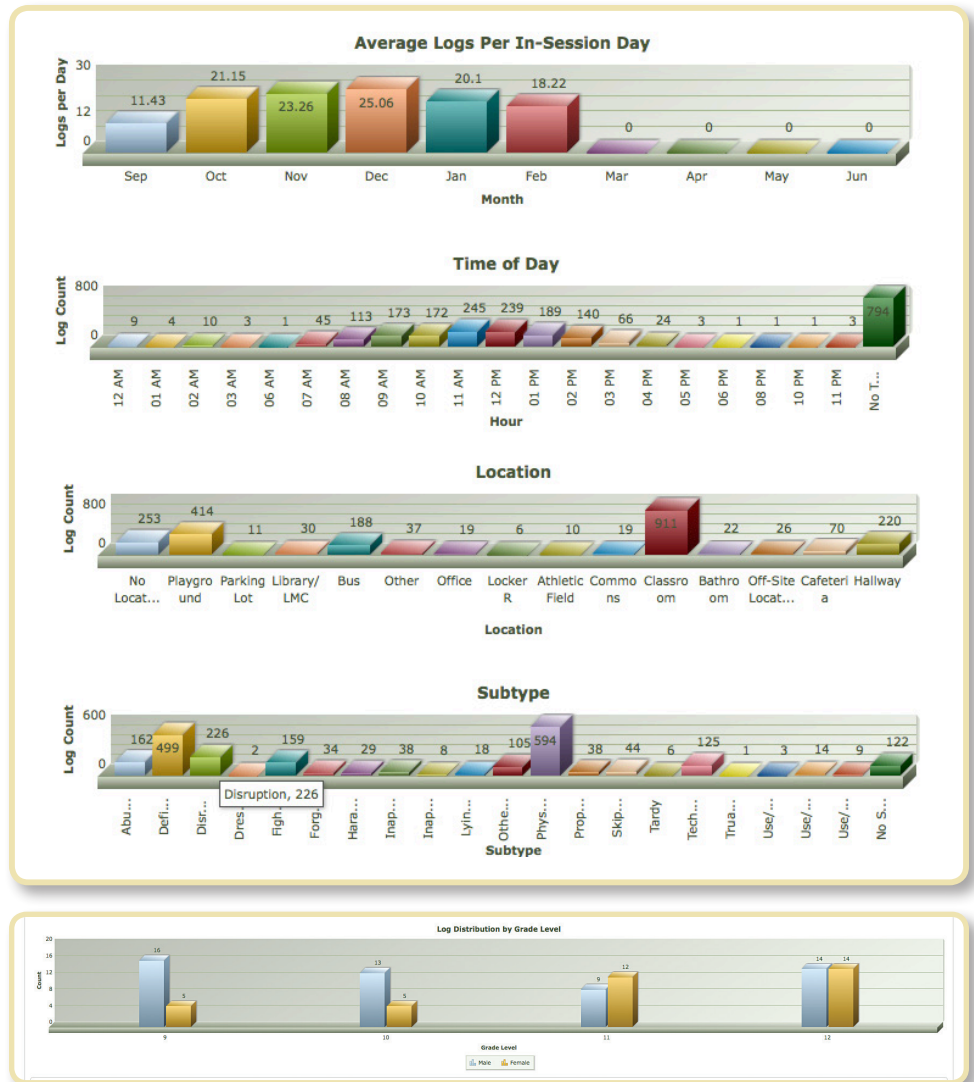 Average Logs Per In-Session Day
Logs per Day
30
12
0
11.43 21.15 23.26 25.06 20.1 18.22 0 0 0 0
Sep Oct Nov Dec Jan Feb Mar Apr May Jun
Month
Time of Day
Log Count
800
0
9 4 10 3 1 45 113 173 172 245 239 189 140 66 24 3 1 1 1 3 794
12 AM 01 AM 02 AM 03 AM 06 AM 07 AM 08 AM 09 AM 10 AM 11 AM 12 PM 01 PM 02 PM 03 PM 04 PM 05 PM 06 PM 08 PM 10 PM 11 PM No T...
Hour
Location
Log Count
800
0
253 414 11 30 188 37 19 6 10 19 911 22 26 70 220
No Playgro Parking Library/ Bus Other Office Locker Athletic Commo Classro Bathro Off-Site Cafeteri Hallway
Locat... und Lot LMC R Field ns om om Locat... a
Location
Subtype
Log Count
600
0
162 499 226 2 159 34 29 38 8 18 105 594 38 44 6 125 1 3 14 9 122
Disruption, 226
Abu... Defi... Disr... Dres... Figh... Forg... Hara... Inap... Inap... Lyin... Othe... Phys... Prop... Skip... Tardy Tech... Trua... Use/... Use/... Use/... No S...
Subtype
Log Distribution by Grade Level
Count
20
16
12
8
4
0
16 5 13 5 9 12 14 14
9 10 11 12
Grade Level
Male Female